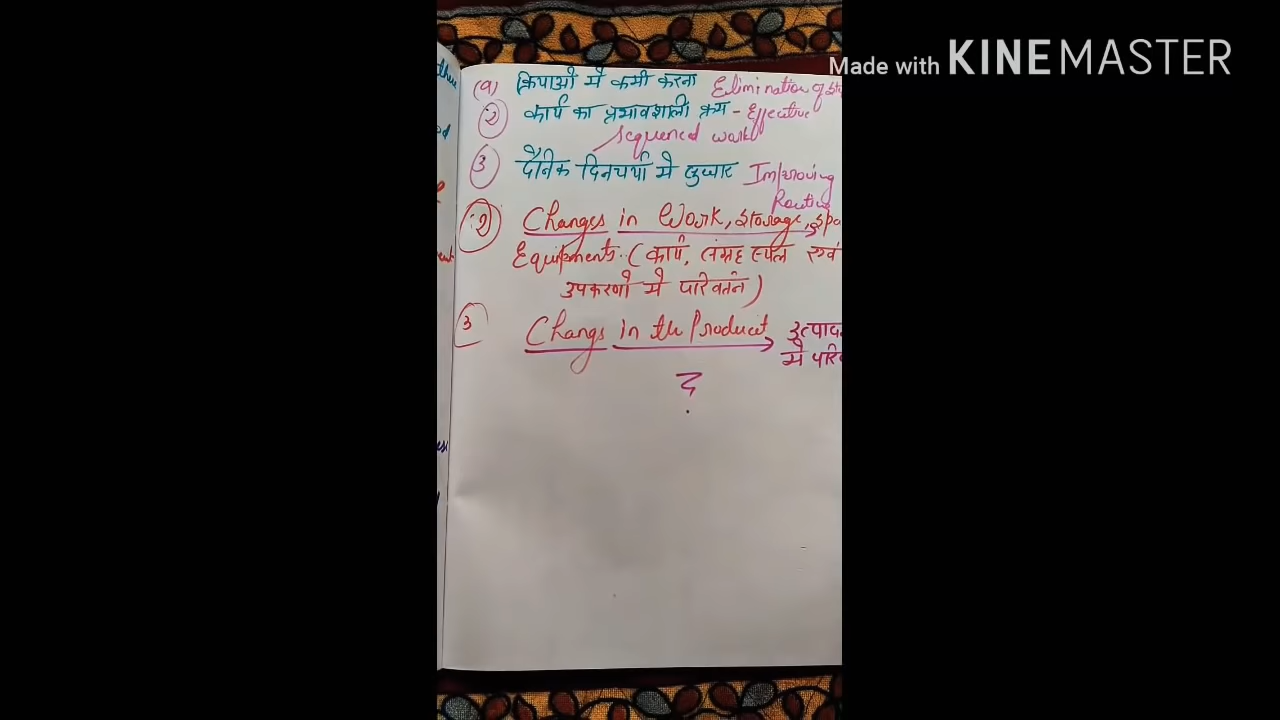 Made with KINEMASTER
(a) क्रियाओ मे कमी करना Elimination of
2 कार्य का प्रभावशाली क्रम - Effective
Sequenced work
3 दैनिक दिनचर्या मे सुधार Improving
Routine
2 Changes in Work, Storage, Spa
Equipments. (कार्य, संग्रह स्थल एवं
उपकरणो मे परिवर्तन)
3 Changs in the Product उत्पाद
मे परि